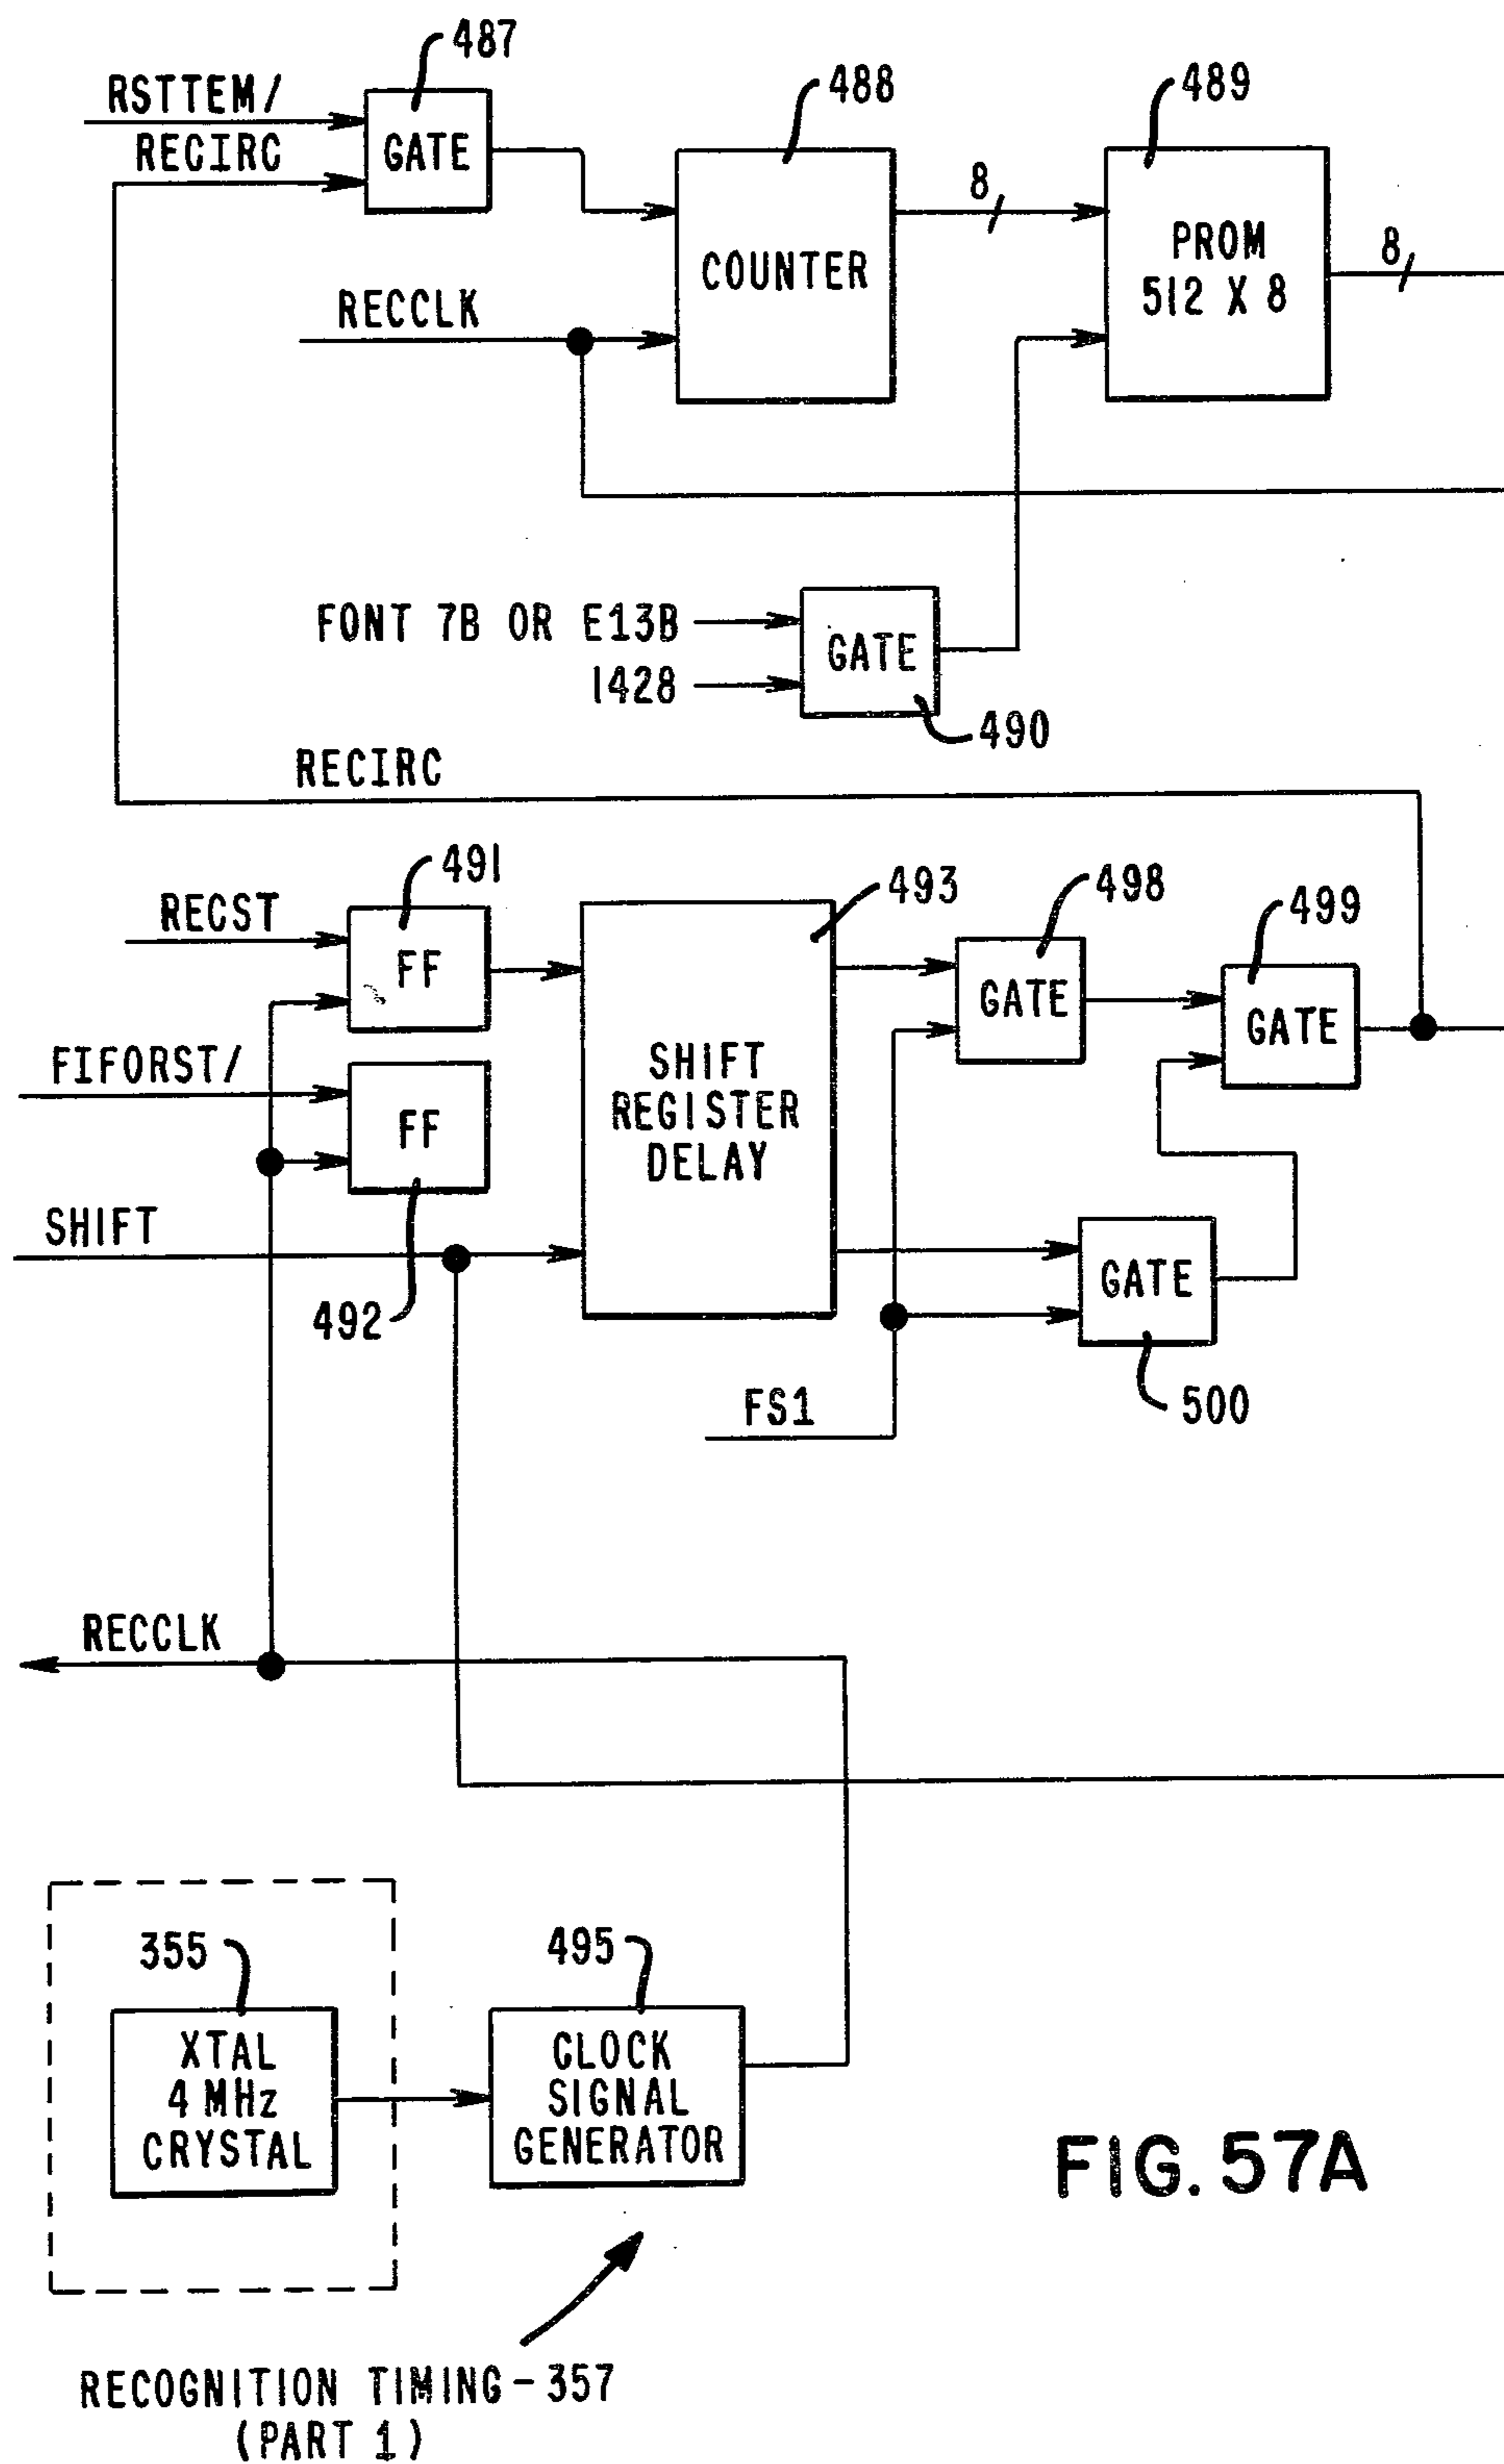 487
RSTTEM/
488
489
RECIRC
GATE
8
PROM
512 X 8
8
COUNTER
RECCLK
FONT 7B OR E13B
GATE
1428
490
RECIRC
491
493
498
499
RECST
FF
GATE
GATE
FIFORST/
FF
SHIFT
REGISTER
DELAY
SHIFT
492
GATE
FS1
500
RECCLK
355
495
XTAL
4 MHz
CRYSTAL
CLOCK
SIGNAL
GENERATOR
FIG. 57A
RECOGNITION TIMING-357
(PART 1)